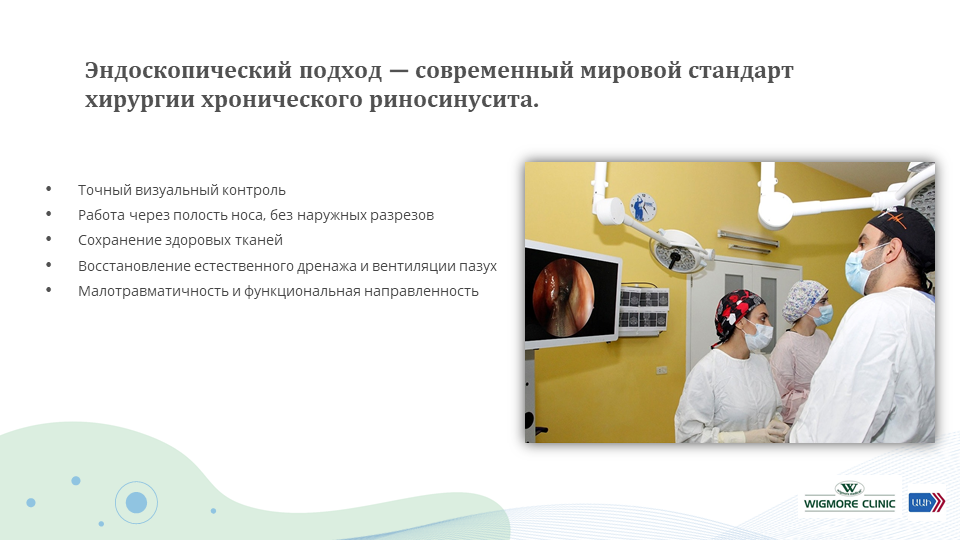 Эндоскопический подход — современный мировой стандарт
хирургии хронического риносинусита.
• Точный визуальный контроль
• Работа через полость носа, без наружных разрезов
• Сохранение здоровых тканей
• Восстановление естественного дренажа и вентиляции пазух
• Малотравматичность и функциональная направленность
W
WIGMORE CLINIC
ԱԱԻ